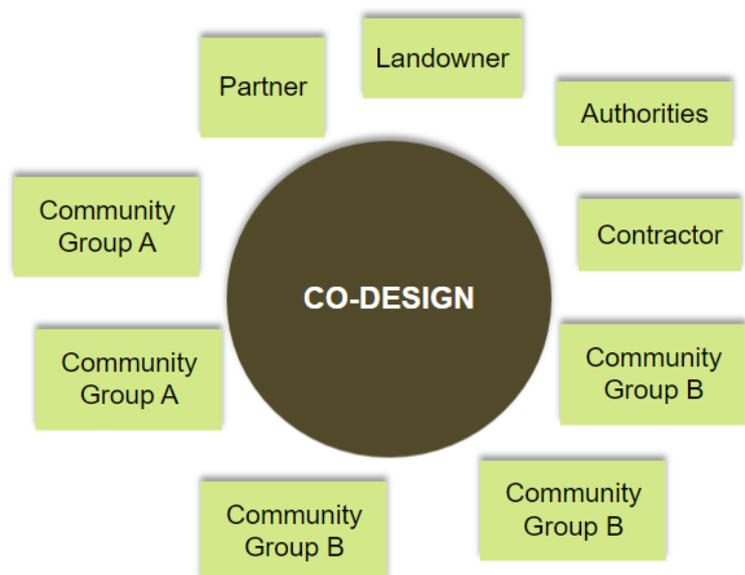 Landowner
Partner
Authorities
Community
Group A
Contractor
CO-DESIGN
Community
Group A
Community
Group B
Community
Group B
Community
Group B